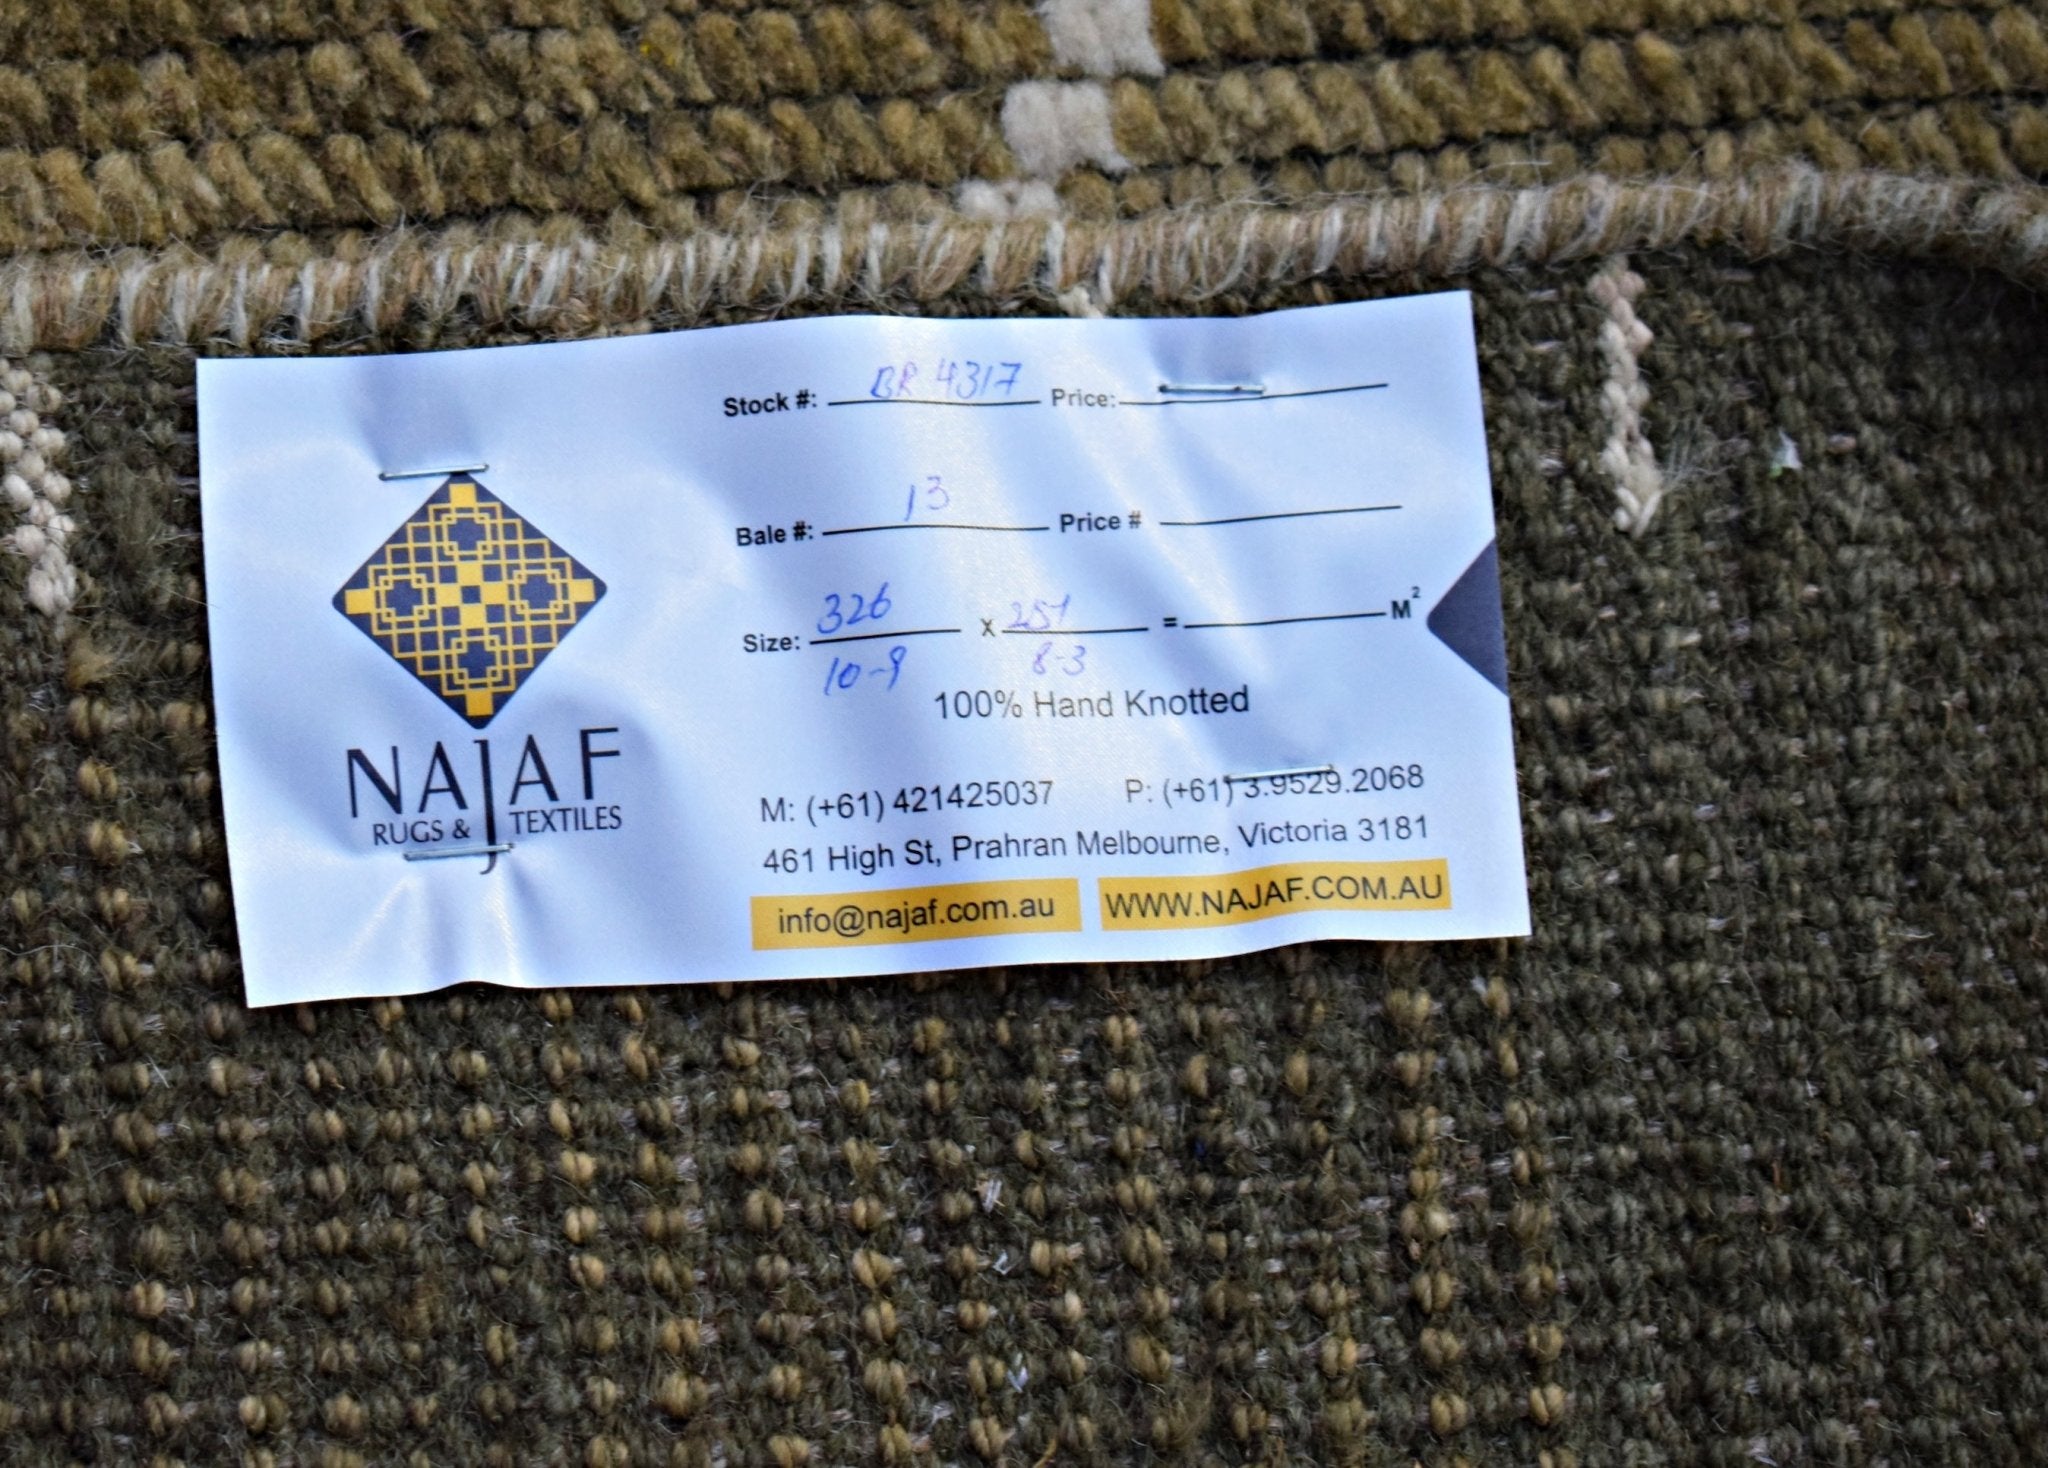 Stock #: BR 4317 Price:
Bale #: 13 Price #
Size: 326 x 251 = M²
10-9 8-3
100% Hand Knotted
NAJAF
RUGS & TEXTILES
M: (+61) 421425037 P: (+61) 3.9529.2068
461 High St, Prahran Melbourne, Victoria 3181
info@najaf.com.au WWW.NAJAF.COM.AU